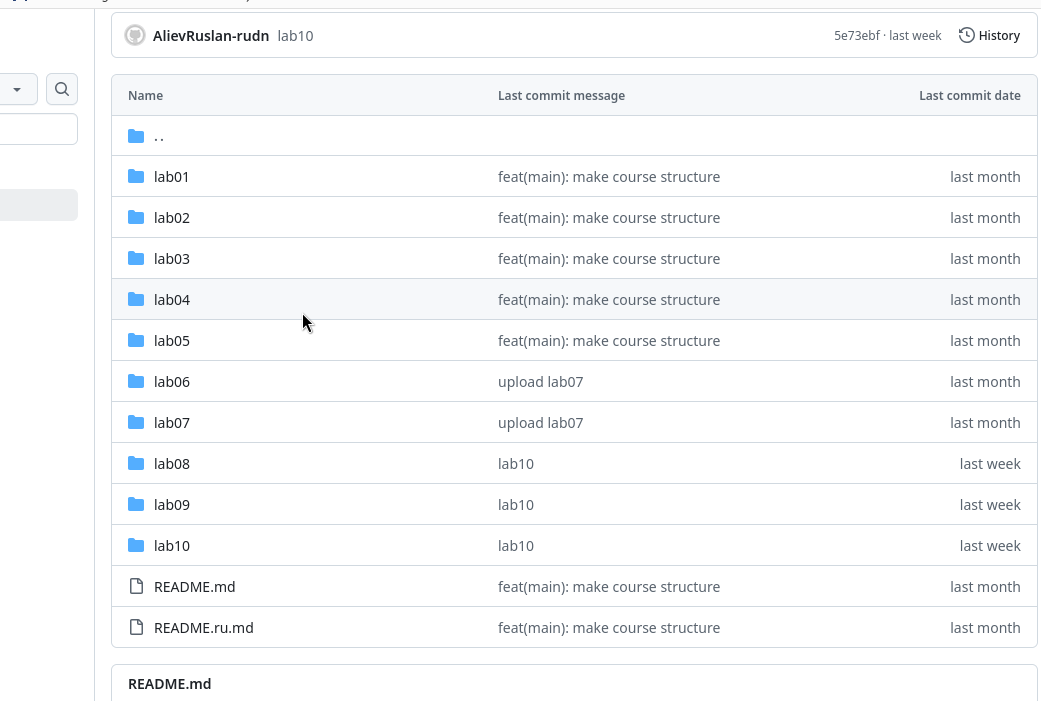 AlievRuslan-rudn lab10 5e73ebf · last week History
Name Last commit message Last commit date
..
lab01 feat(main): make course structure last month
lab02 feat(main): make course structure last month
lab03 feat(main): make course structure last month
lab04 feat(main): make course structure last month
lab05 feat(main): make course structure last month
lab06 upload lab07 last month
lab07 upload lab07 last month
lab08 lab10 last week
lab09 lab10 last week
lab10 lab10 last week
README.md feat(main): make course structure last month
README.ru.md feat(main): make course structure last month
README.md